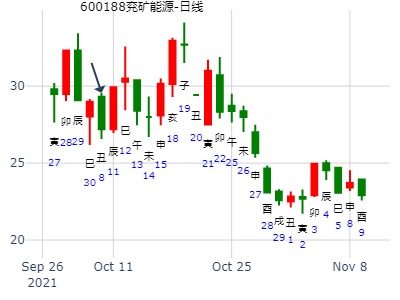 600188兖矿能源-日线
30
25
20
寅 27
卯 28
辰 29
巳 30
丑 8
辰 11
巳 12
午 13
未 14
申 15
亥 18
子 19
丑 20
寅 21
卯 22
午 25
未 26
申 27
酉 28
戌 29
丑 1
寅 2
卯 3
辰 4
巳 5
申 8
酉 9
Sep 26 Oct 11 Oct 25 Nov 8
2021